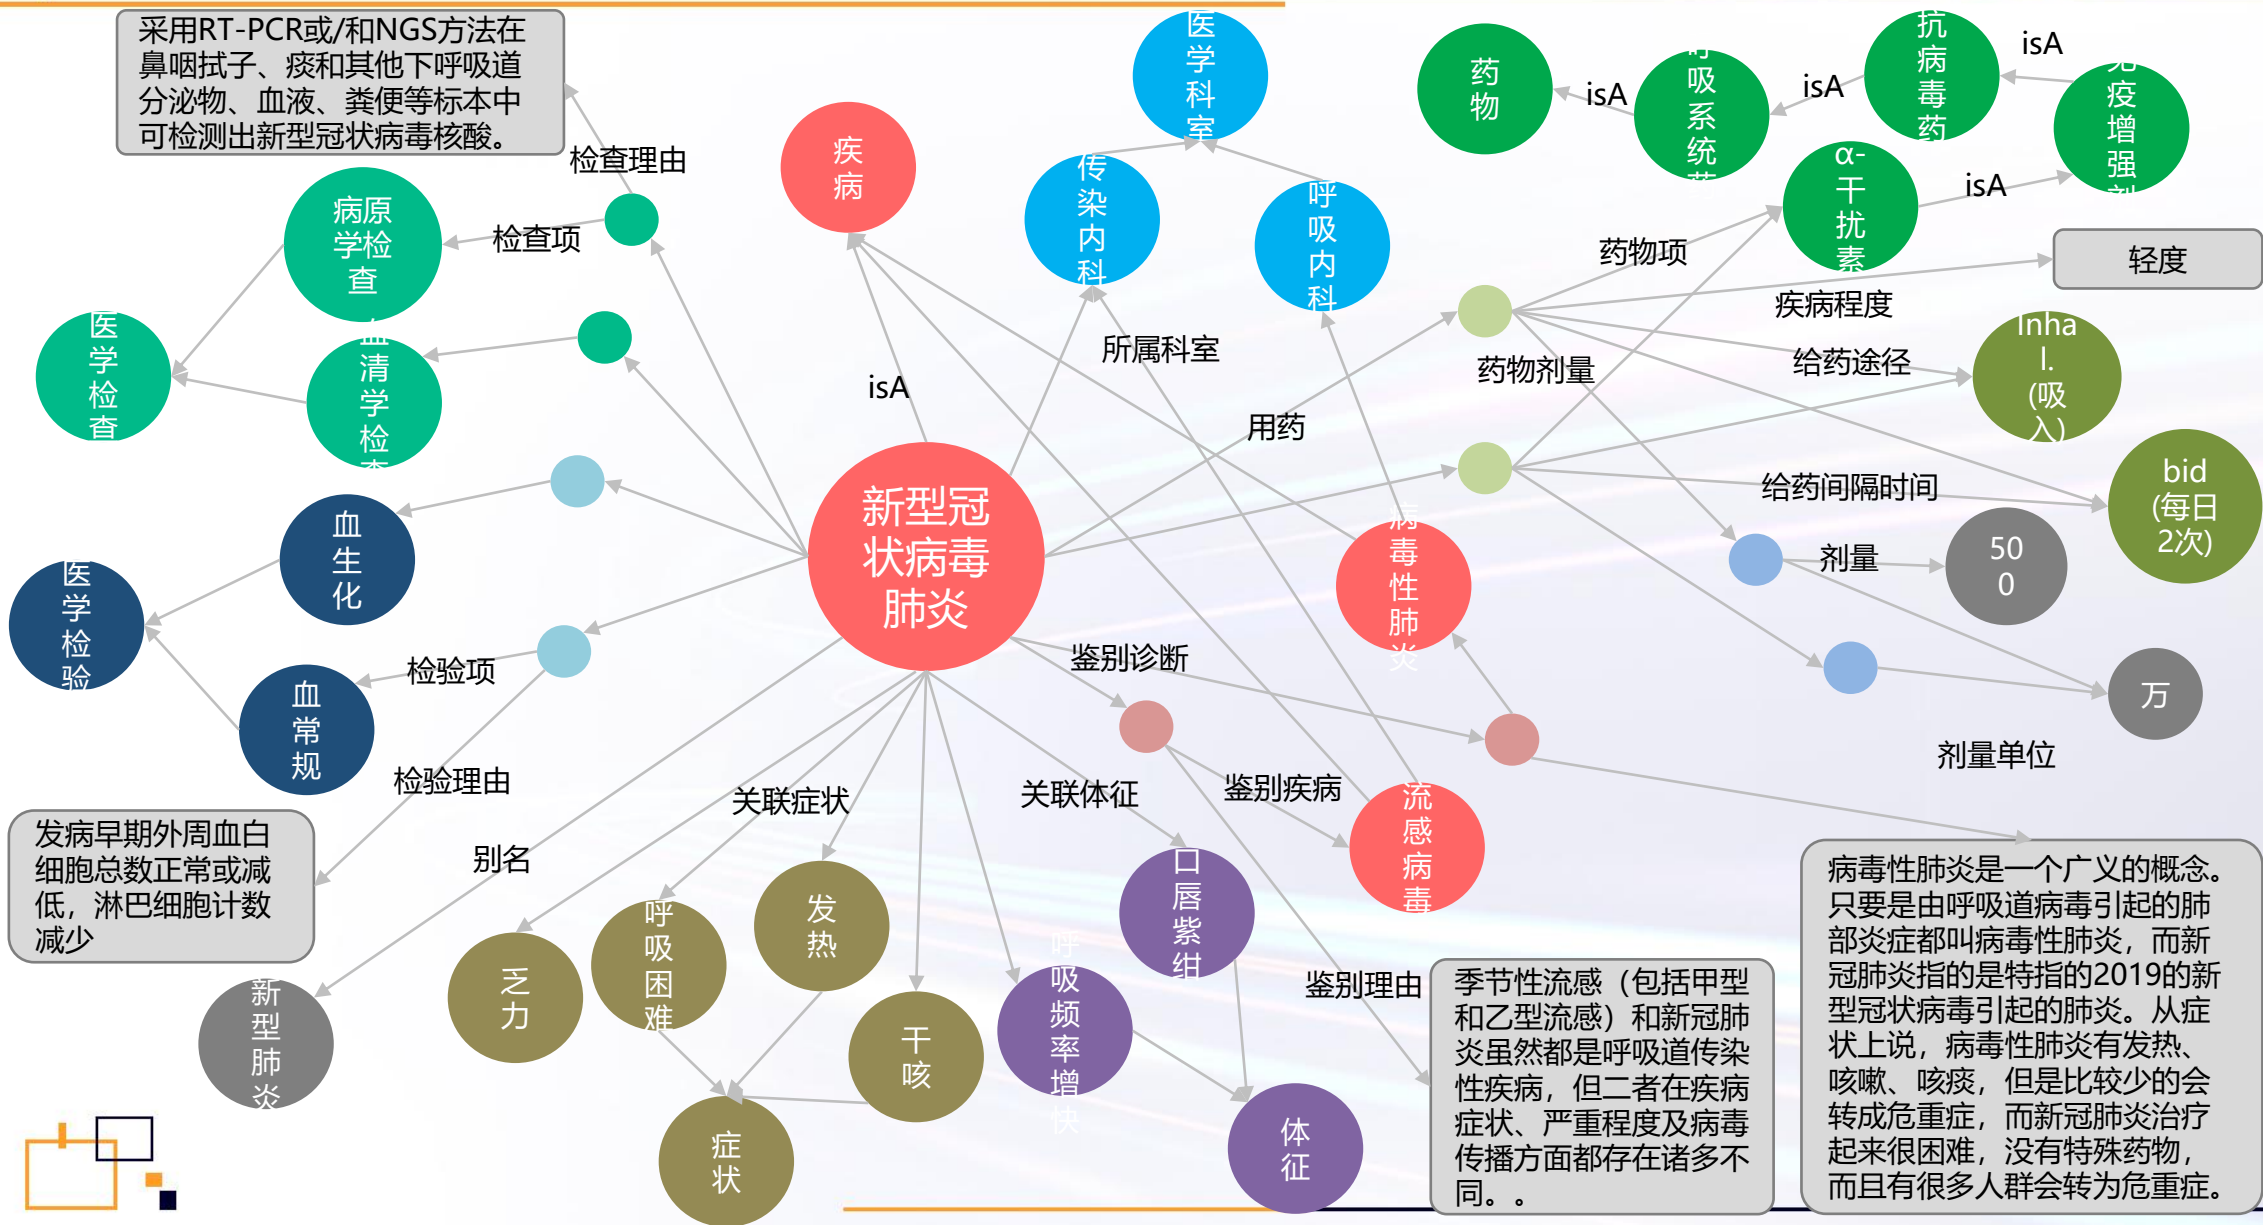 采用RT-PCR或/和NGS方法在
鼻咽拭子、痰和其他下呼吸道
分泌物、血液、粪便等标本中
可检测出新型冠状病毒核酸。
检查理由
病原
学检
查
检查项
医
学
检
查
血
清
学
检
查
血
生
化
医
学
检
验
血
常
规
检验项
检验理由
发病早期外周血白
细胞总数正常或减
低，淋巴细胞计数
减少
疾
病
isA
医
学
科
室
传
染
内
科
呼
吸
内
科
所属科室
药
物
isA
呼
吸
系
统
药
isA
抗
病
毒
药
isA
免
疫
增
强
剂
α-
干
扰
素
isA
药物项
轻度
疾病程度
Inha
l.
(吸
入)
给药途径
药物剂量
用药
给药间隔时间
bid
(每日
2次)
剂量
50
0
万
剂量单位
新型冠
状病毒
肺炎
病
毒
性
肺
炎
鉴别诊断
鉴别疾病
流
感
病
毒
鉴别理由
别名
新
型
肺
炎
关联症状
乏
力
呼
吸
困
难
发
热
干
咳
症
状
关联体征
呼
吸
频
率
增
快
口
唇
紫
绀
体
征
季节性流感（包括甲型
和乙型流感）和新冠肺
炎虽然都是呼吸道传染
性疾病，但二者在疾病
症状、严重程度及病毒
传播方面都存在诸多不
同。。
病毒性肺炎是一个广义的概念。
只要是由呼吸道病毒引起的肺
部炎症都叫病毒性肺炎，而新
冠肺炎指的是特指的2019的新
型冠状病毒引起的肺炎。从症
状上说，病毒性肺炎有发热、
咳嗽、咳痰，但是比较少的会
转成危重症，而新冠肺炎治疗
起来很困难，没有特殊药物，
而且有很多人群会转为危重症。